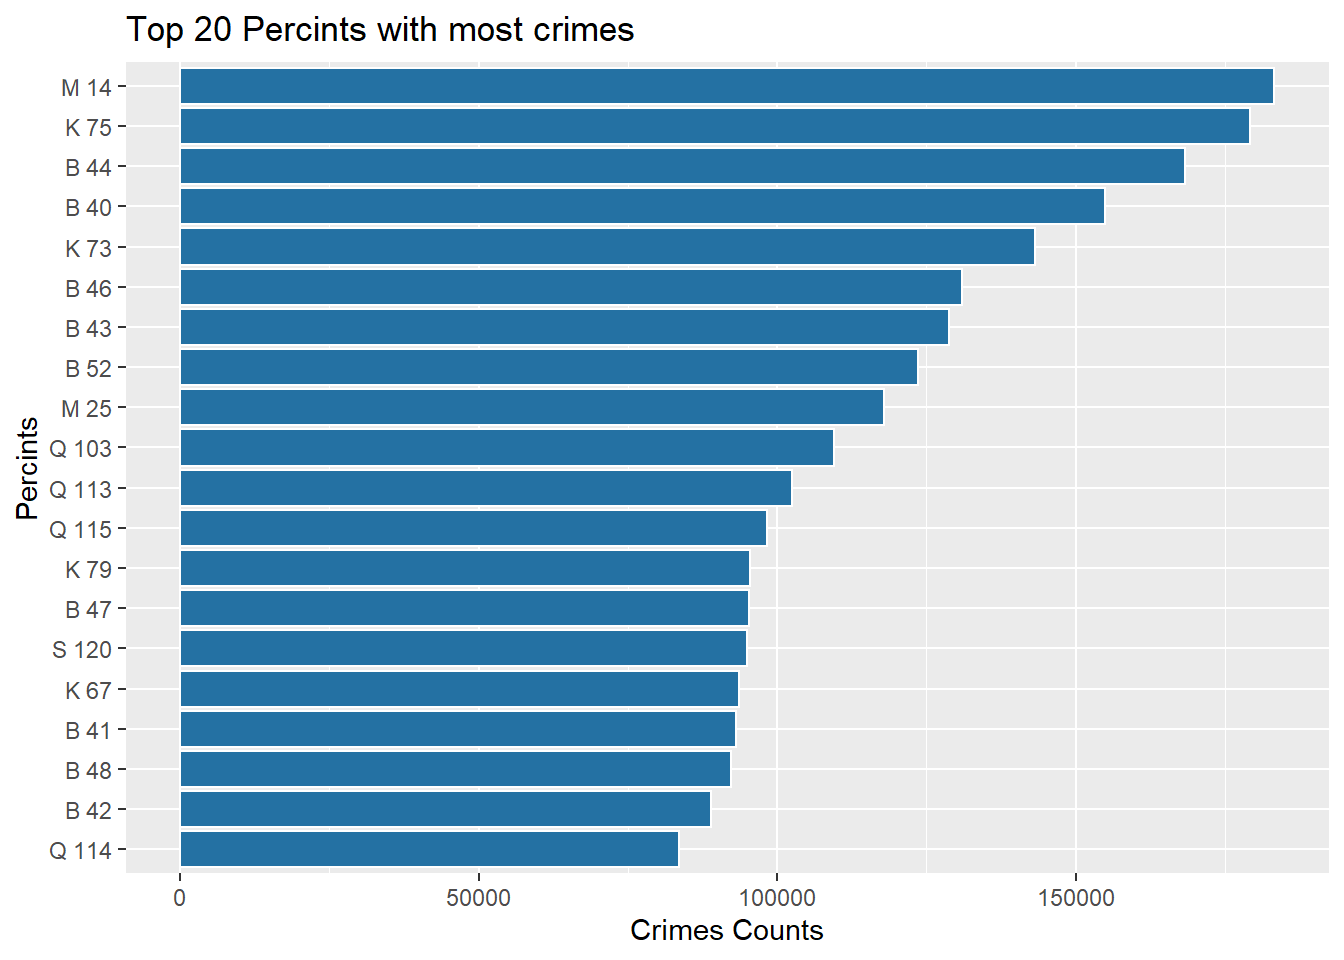 Top 20 Percints with most crimes
M 14
K 75
B 44
B 40
K 73
B 46
B 43
B 52
M 25
Q 103
Q 113
Q 115
K 79
B 47
S 120
K 67
B 41
B 48
B 42
Q 114
Percints
0 50000 100000 150000
Crimes Counts